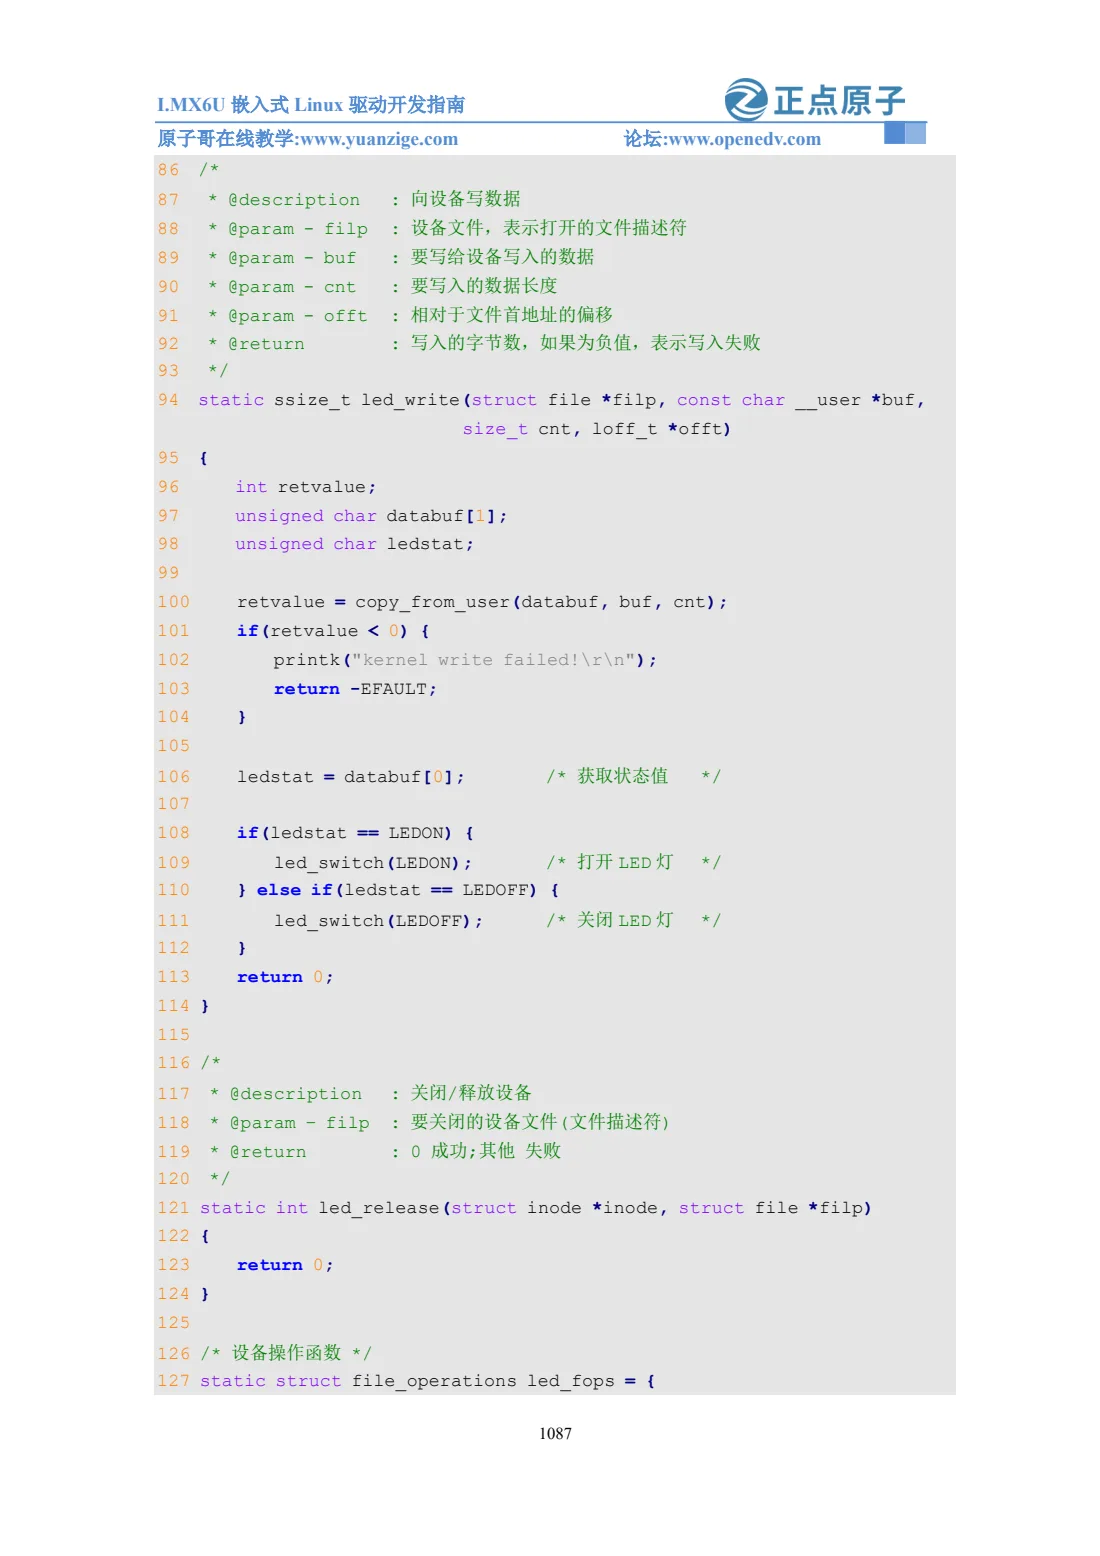 I.MX6U 嵌入式 Linux 驱动开发指南
正点原子
原子哥在线教学:www.yuanzige.com 论坛:www.openedv.com
86 /*
87 * @description : 向设备写数据
88 * @param - filp : 设备文件，表示打开的文件描述符
89 * @param - buf : 要写给设备写入的数据
90 * @param - cnt : 要写入的数据长度
91 * @param - offt : 相对于文件首地址的偏移
92 * @return : 写入的字节数，如果为负值，表示写入失败
93 */
94 static ssize_t led_write(struct file *filp, const char __user *buf,
size_t cnt, loff_t *offt)
95 {
96 int retvalue;
97 unsigned char databuf[1];
98 unsigned char ledstat;
99
100 retvalue = copy_from_user(databuf, buf, cnt);
101 if(retvalue < 0) {
102 printk("kernel write failed!\r\n");
103 return -EFAULT;
104 }
105
106 ledstat = databuf[0]; /* 获取状态值 */
107
108 if(ledstat == LEDON) {
109 led_switch(LEDON); /* 打开 LED 灯 */
110 } else if(ledstat == LEDOFF) {
111 led_switch(LEDOFF); /* 关闭 LED 灯 */
112 }
113 return 0;
114 }
115
116 /*
117 * @description : 关闭/释放设备
118 * @param – filp : 要关闭的设备文件(文件描述符)
119 * @return : 0 成功;其他 失败
120 */
121 static int led_release(struct inode *inode, struct file *filp)
122 {
123 return 0;
124 }
125
126 /* 设备操作函数 */
127 static struct file_operations led_fops = {
1087